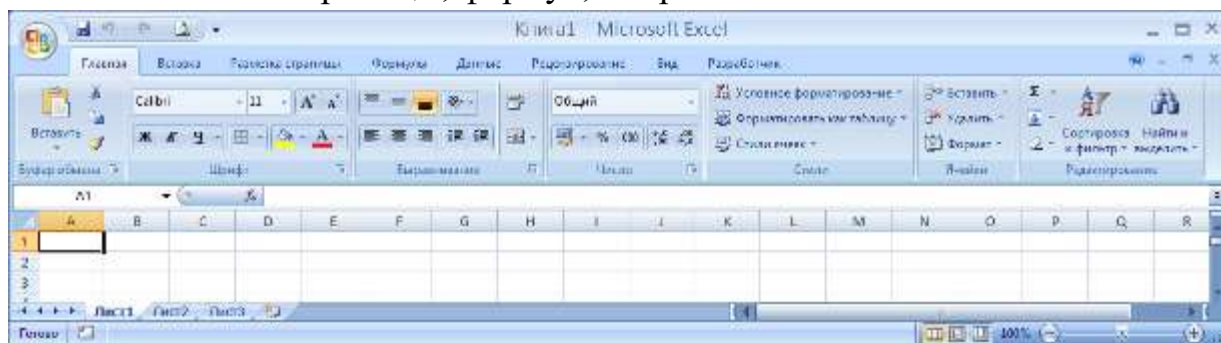 Книга1 Microsoft Excel
Главная Вставка Разметка страницы Формулы Данные Рецензирование Вид Разработчик
Calibri 11 А А Общий Условное форматирование Вставить Σ
Вставить Форматировать как таблицу Удалить
Ж К Ч А % 000 Стили ячеек Формат Сортировка и фильтр Найти и выделить
Буфер обмена Шрифт Выравнивание Число Стили Ячейки Редактирование
A1 fx
A B C D E F G H I J K L M N O P Q R
1
2
3
Лист1 Лист2 Лист3
Готово 100%